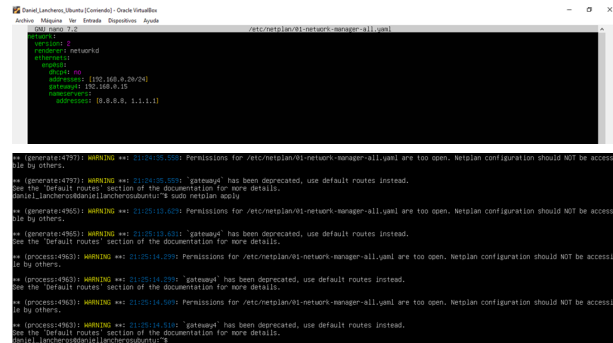 Daniel_Lancheros_Ubuntu [Corriendo] - Oracle VirtualBox
Archivo Máquina Ver Entrada Dispositivos Ayuda
GNU nano 7.2 /etc/netplan/01-network-manager-all.yaml
network:
version: 2
renderer: networkd
ethernets:
enp0s8:
dhcp4: no
addresses: [192.168.0.20/24]
gateway4: 192.168.0.15
nameservers:
addresses: [8.8.8.8, 1.1.1.1]
** (generate:4797): WARNING **: 21:24:35.558: Permissions for /etc/netplan/01-network-manager-all.yaml are too open. Netplan configuration should NOT be access
ble by others.
** (generate:4797): WARNING **: 21:24:35.559: `gateway4` has been deprecated, use default routes instead.
See the 'Default routes' section of the documentation for more details.
daniel_lancheros@daniellancherosubuntu:~$ sudo netplan apply
** (generate:4965): WARNING **: 21:25:13.629: Permissions for /etc/netplan/01-network-manager-all.yaml are too open. Netplan configuration should NOT be access
ble by others.
** (generate:4965): WARNING **: 21:25:13.631: `gateway4` has been deprecated, use default routes instead.
See the 'Default routes' section of the documentation for more details.
** (process:4963): WARNING **: 21:25:14.299: Permissions for /etc/netplan/01-network-manager-all.yaml are too open. Netplan configuration should NOT be accessi
le by others.
** (process:4963): WARNING **: 21:25:14.299: `gateway4` has been deprecated, use default routes instead.
See the 'Default routes' section of the documentation for more details.
** (process:4963): WARNING **: 21:25:14.509: Permissions for /etc/netplan/01-network-manager-all.yaml are too open. Netplan configuration should NOT be accessi
le by others.
** (process:4963): WARNING **: 21:25:14.510: `gateway4` has been deprecated, use default routes instead.
See the 'Default routes' section of the documentation for more details.
daniel_lancheros@daniellancherosubuntu:~$